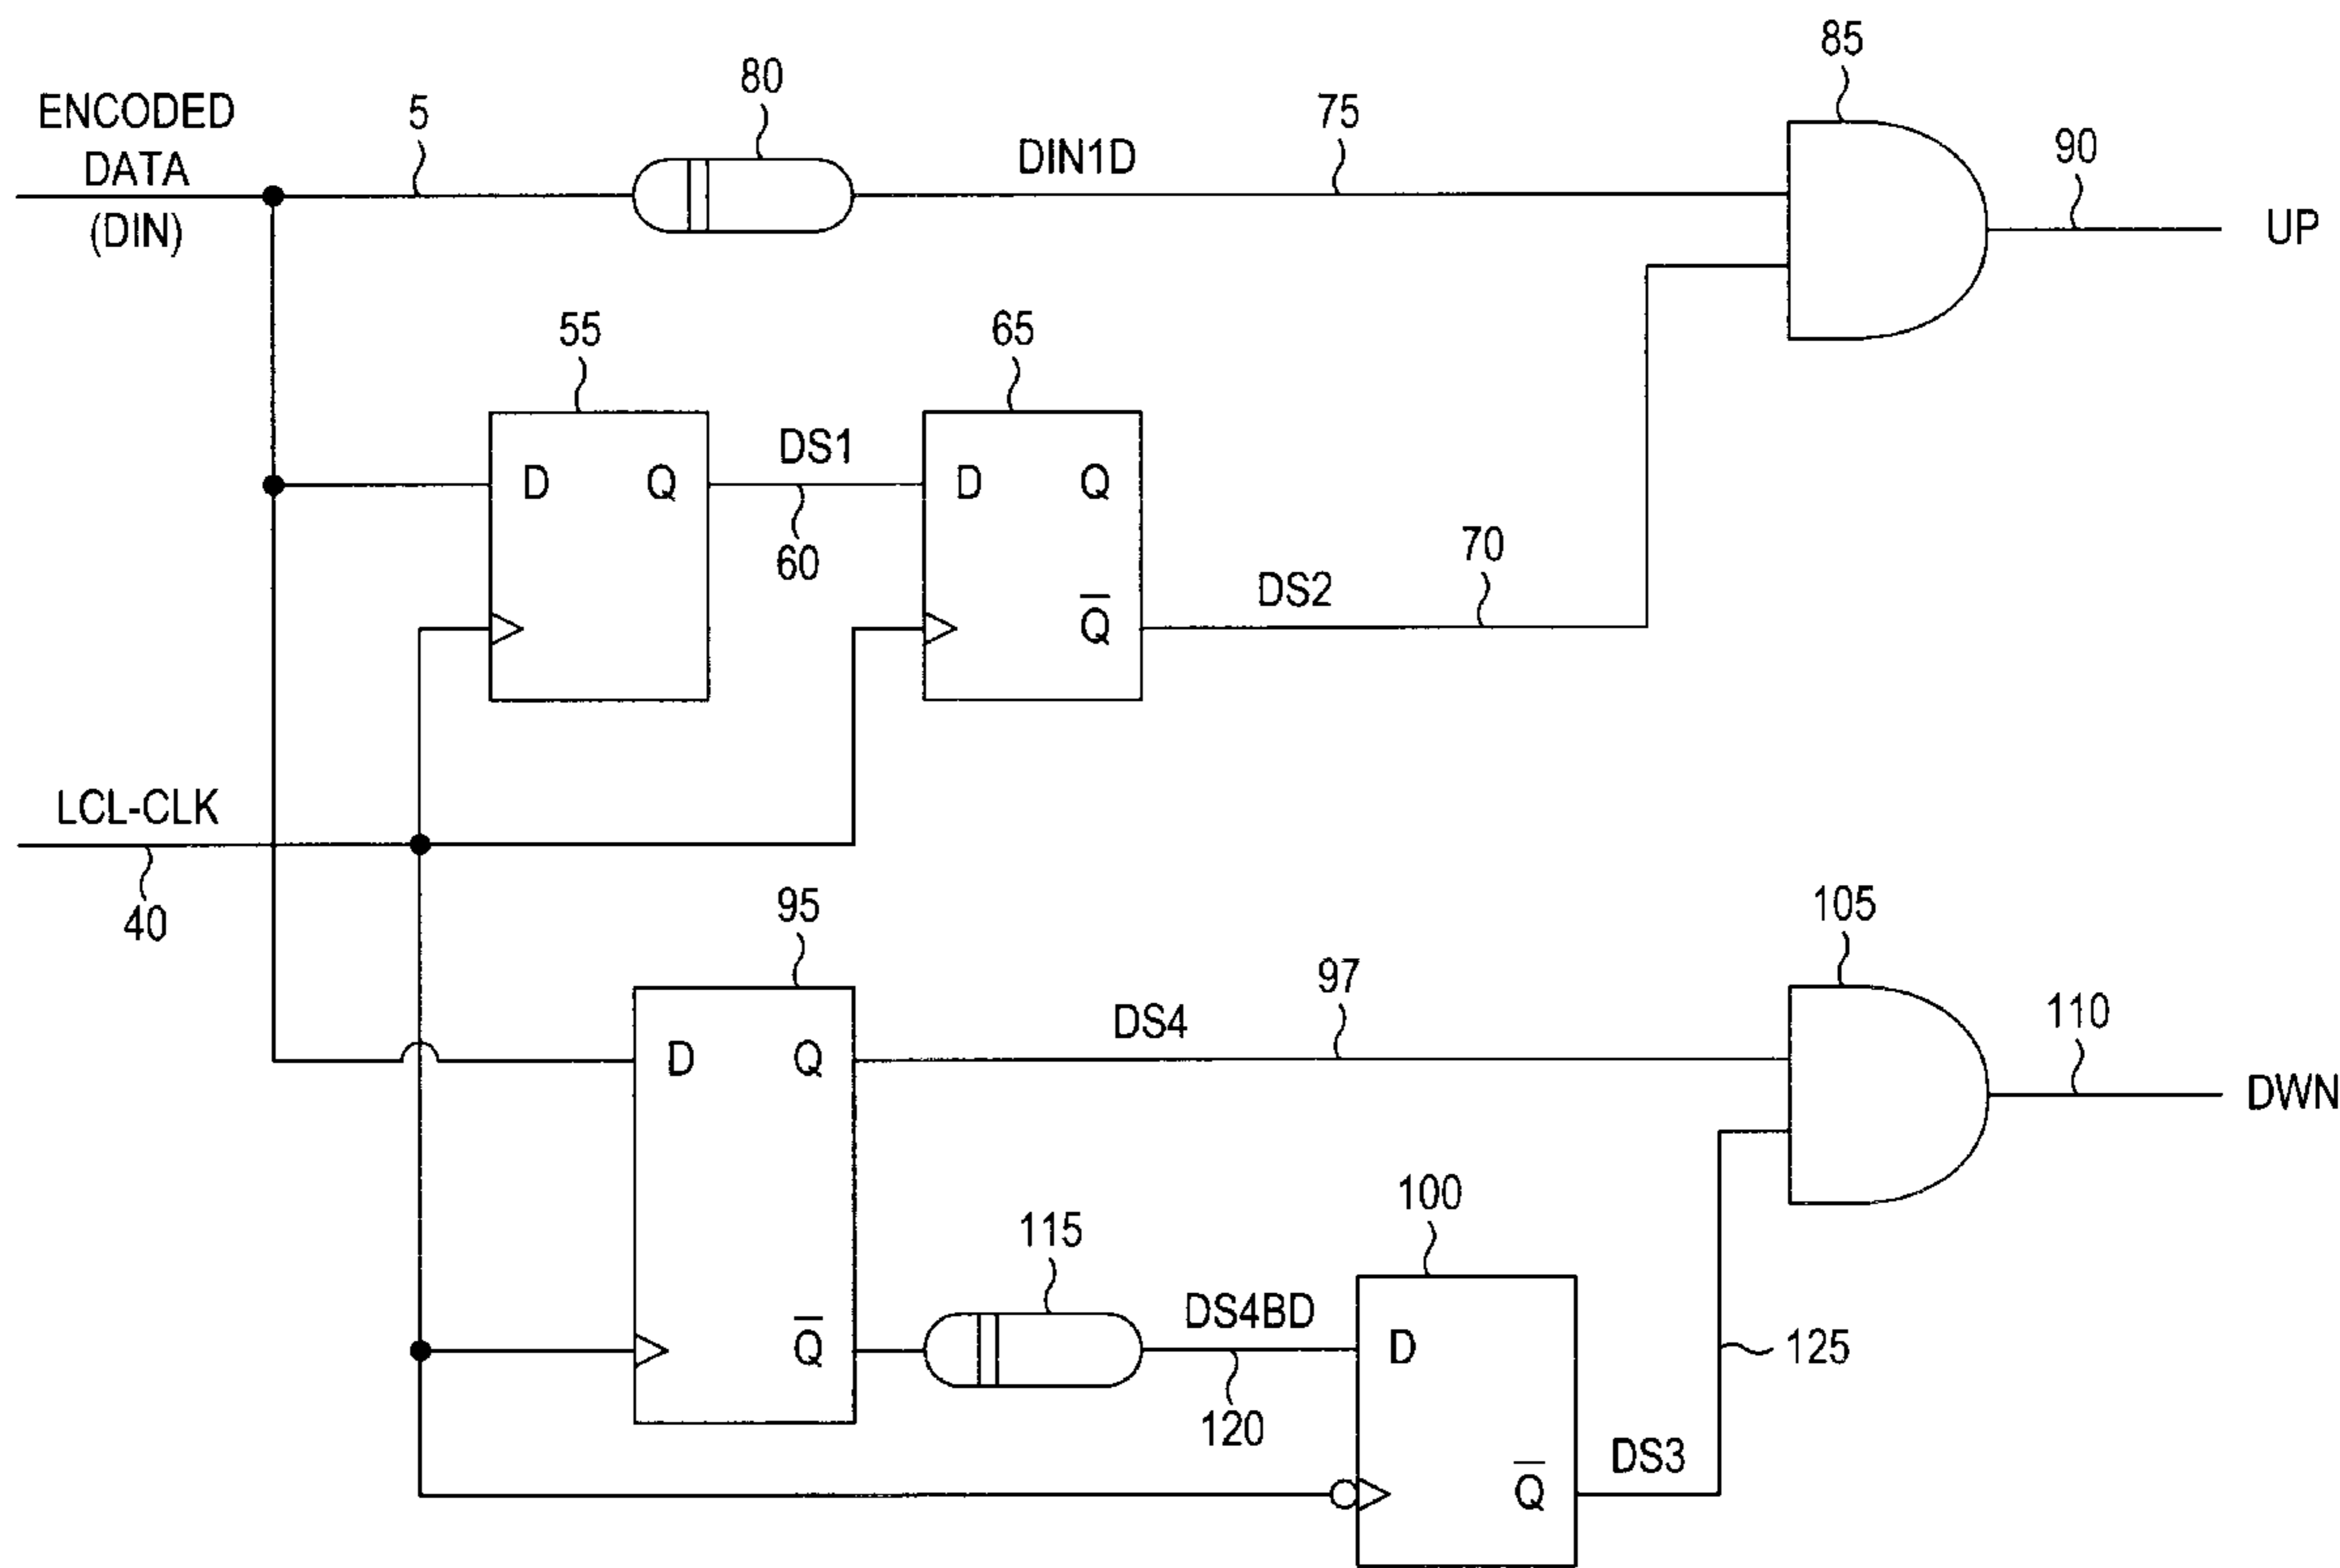 85
80
ENCODED
DATA
(DIN)
5
DIN1D
75
90
UP
55
65
D
Q
DS1
60
D
Q
Q̅
DS2
70
LCL-CLK
40
95
105
D
Q
Q̅
DS4
97
110
DWN
115
DS4BD
120
100
D
Q̅
DS3
125